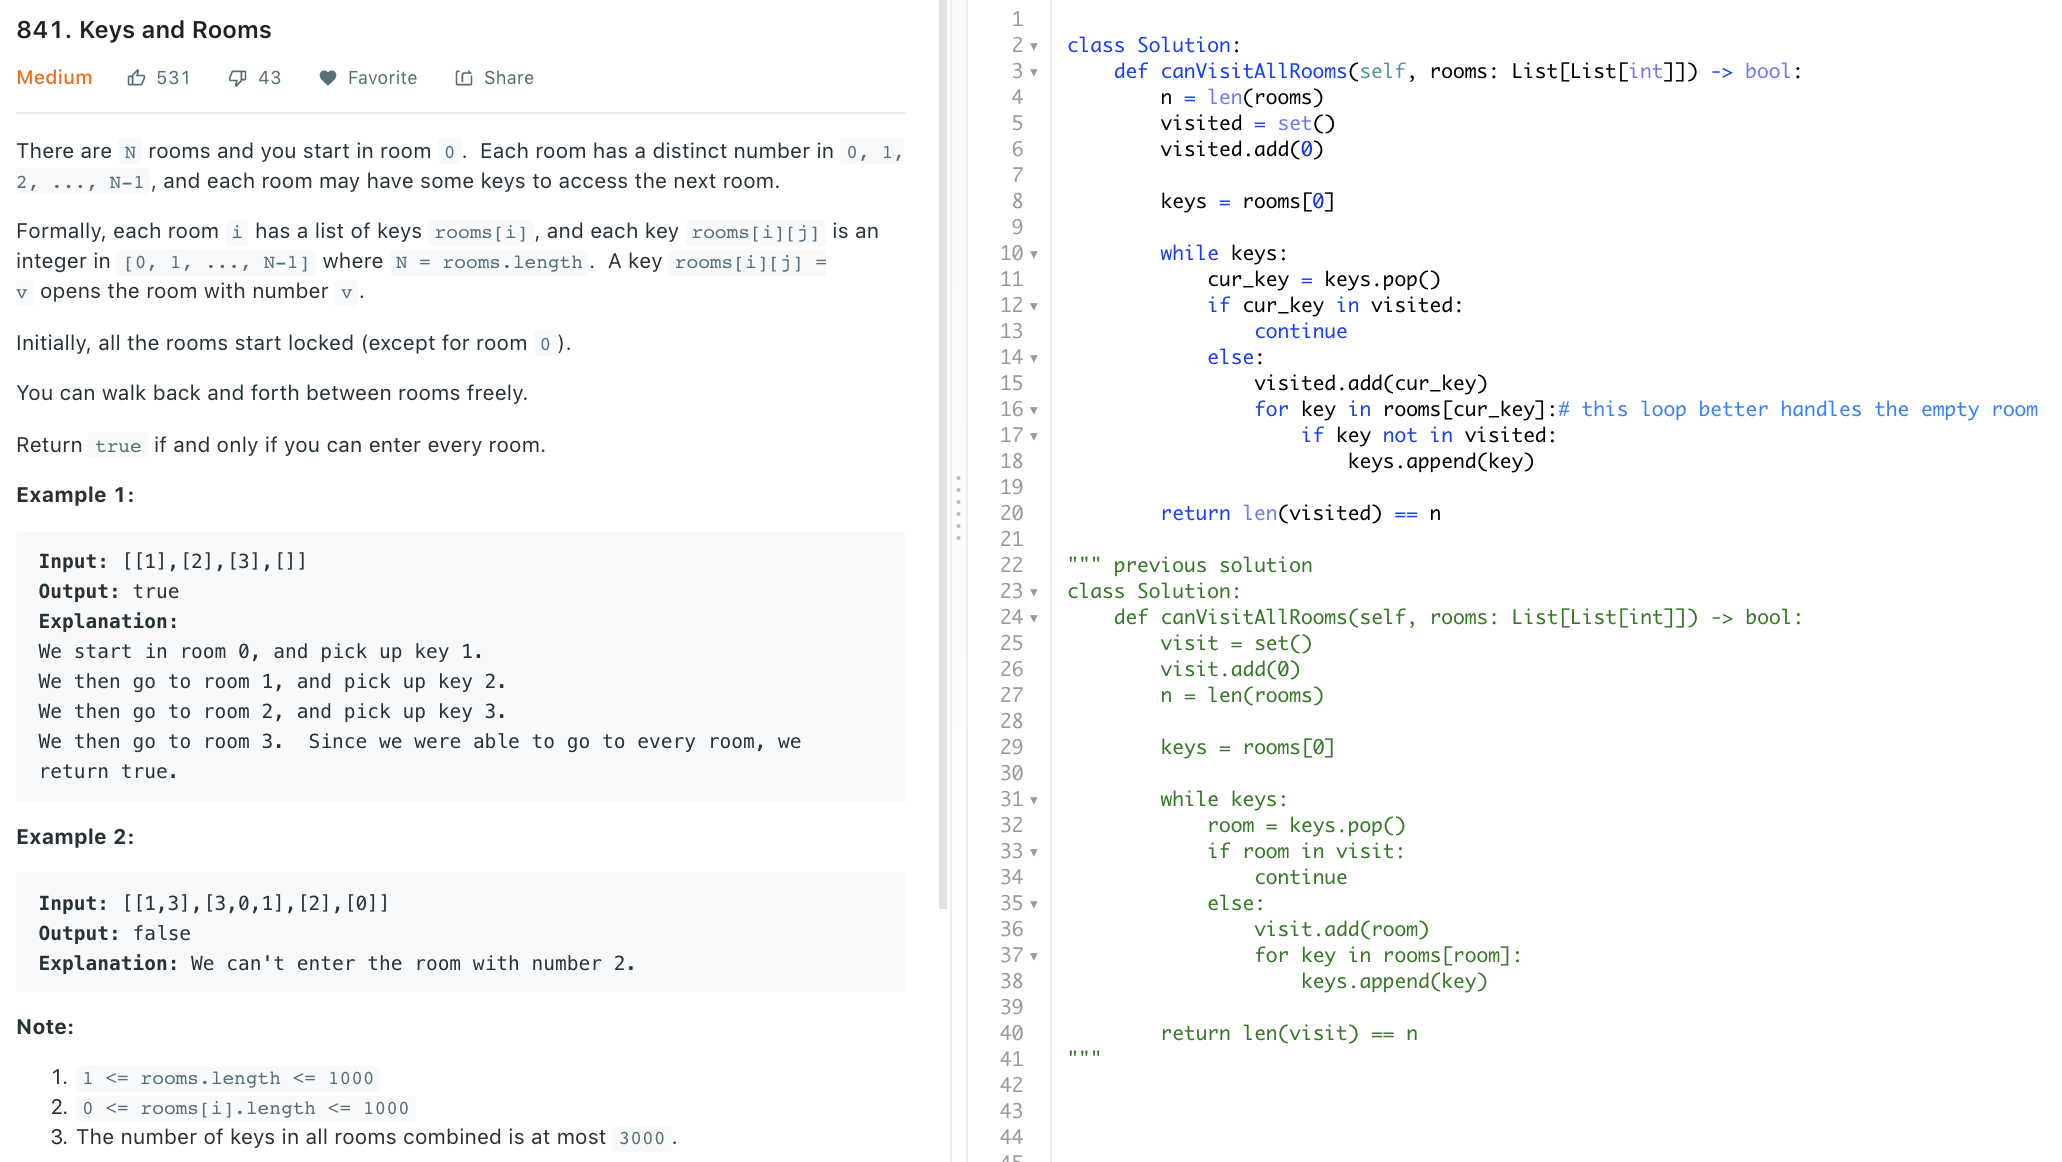 841. Keys and Rooms
Medium 531 43 Favorite Share
There are N rooms and you start in room 0. Each room has a distinct number in 0, 1,
2, ..., N-1, and each room may have some keys to access the next room.
Formally, each room i has a list of keys rooms[i], and each key rooms[i][j] is an
integer in [0, 1, ..., N-1] where N = rooms.length. A key rooms[i][j] =
v opens the room with number v.
Initially, all the rooms start locked (except for room 0).
You can walk back and forth between rooms freely.
Return true if and only if you can enter every room.
Example 1:
Input: [[1],[2],[3],[]]
Output: true
Explanation:
We start in room 0, and pick up key 1.
We then go to room 1, and pick up key 2.
We then go to room 2, and pick up key 3.
We then go to room 3.  Since we were able to go to every room, we
return true.
Example 2:
Input: [[1,3],[3,0,1],[2],[0]]
Output: false
Explanation: We can't enter the room with number 2.
Note:
1. 1 <= rooms.length <= 1000
2. 0 <= rooms[i].length <= 1000
3. The number of keys in all rooms combined is at most 3000.
1
2 class Solution:
3     def canVisitAllRooms(self, rooms: List[List[int]]) -> bool:
4         n = len(rooms)
5         visited = set()
6         visited.add(0)
7
8         keys = rooms[0]
9
10         while keys:
11             cur_key = keys.pop()
12             if cur_key in visited:
13                 continue
14             else:
15                 visited.add(cur_key)
16                 for key in rooms[cur_key]:# this loop better handles the empty room
17                     if key not in visited:
18                         keys.append(key)
19
20         return len(visited) == n
21
22 """ previous solution
23 class Solution:
24     def canVisitAllRooms(self, rooms: List[List[int]]) -> bool:
25         visit = set()
26         visit.add(0)
27         n = len(rooms)
28
29         keys = rooms[0]
30
31         while keys:
32             room = keys.pop()
33             if room in visit:
34                 continue
35             else:
36                 visit.add(room)
37                 for key in rooms[room]:
38                     keys.append(key)
39
40         return len(visit) == n
41 """
42
43
44
45